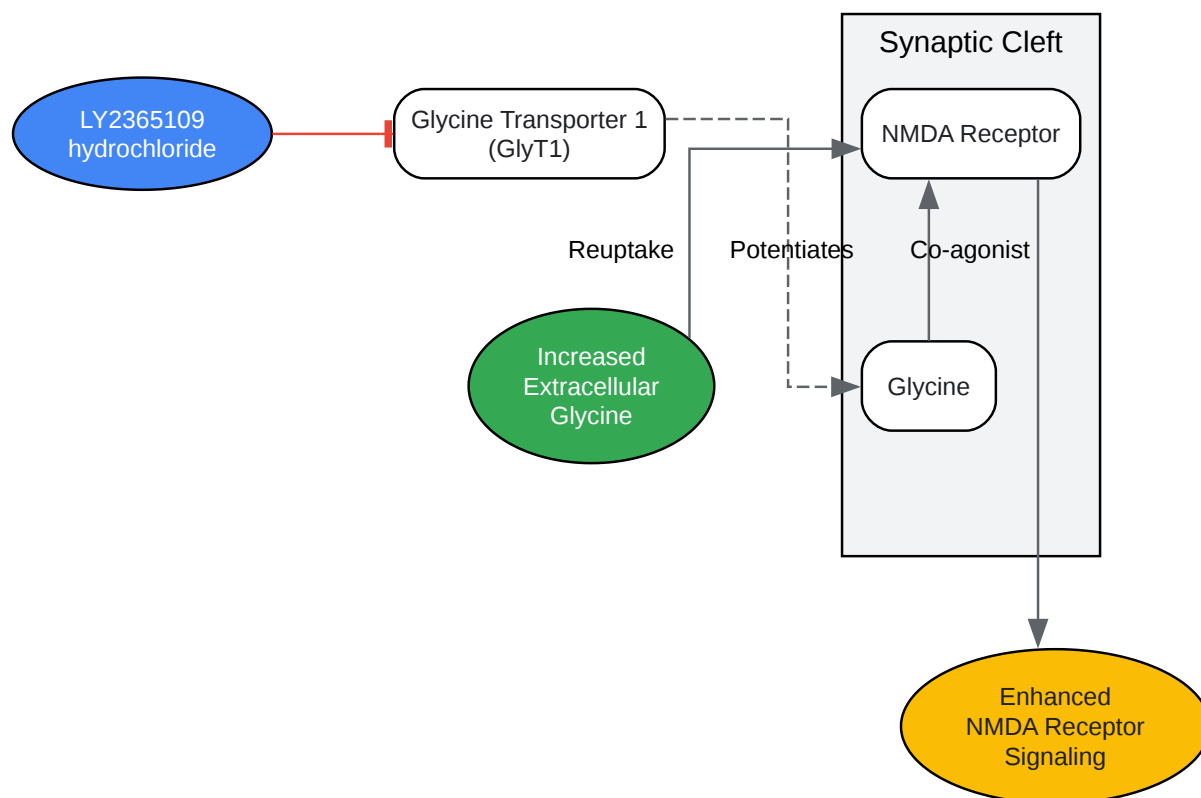 Synaptic Cleft
LY2365109
hydrochloride
Glycine Transporter 1
(GlyT1)
NMDA Receptor
Reuptake
Potentiates
Co-agonist
Increased
Extracellular
Glycine
Glycine
Enhanced
NMDA Receptor
Signaling